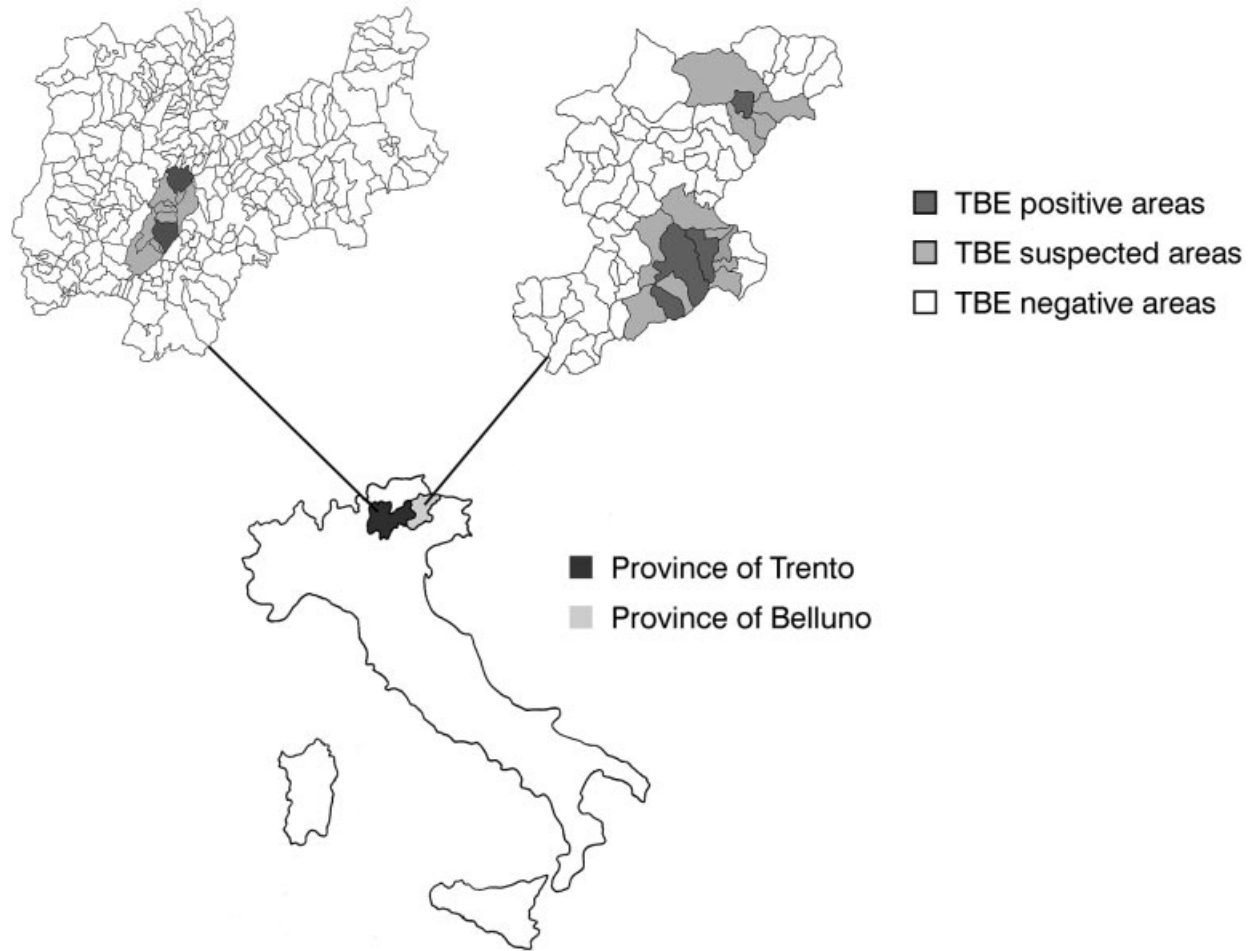 TBE positive areas
TBE suspected areas
TBE negative areas
Province of Trento
Province of Belluno